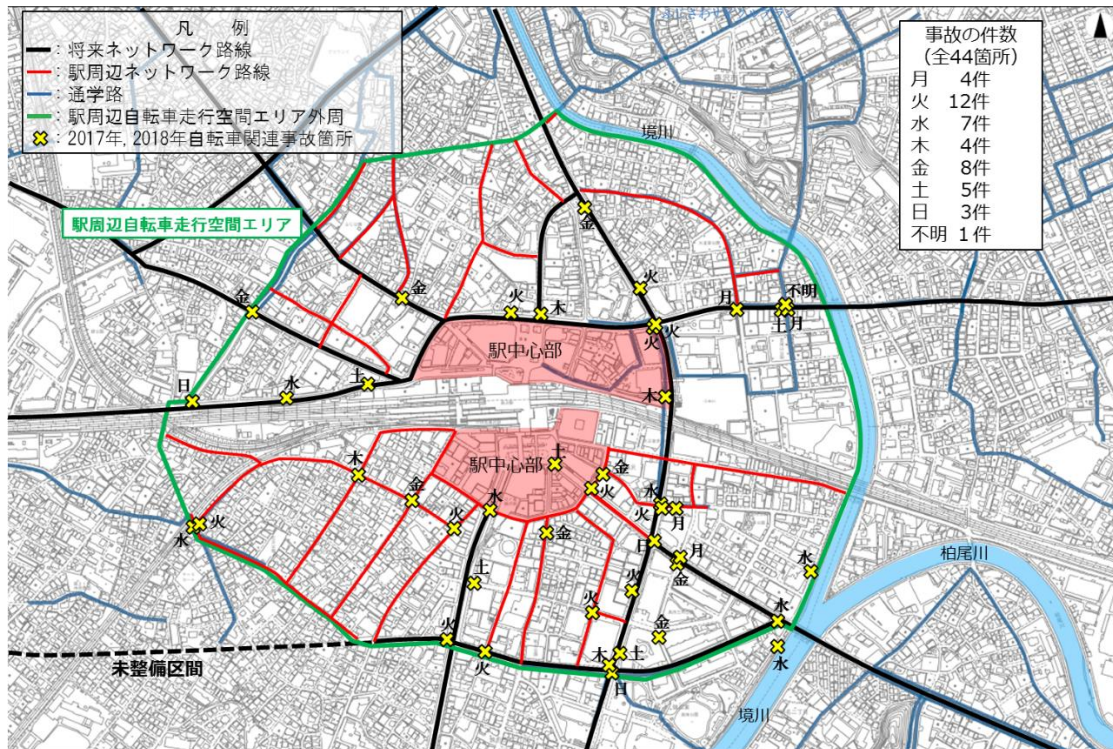 凡　例
：将来ネットワーク路線
：駅周辺ネットワーク路線
：通学路
：駅周辺自転車走行空間エリア外周
：2017年, 2018年自転車関連事故箇所
事故の件数
(全44箇所)
月　4件
火　12件
水　7件
木　4件
金　8件
土　5件
日　3件
不明　1件
境川
駅周辺自転車走行空間エリア
金
火
金
金
火
木
月
不明
土
月
火
火
駅中心部
日
水
土
木
駅中心部
土
木
金
金
火
水
火
水
火
月
水
火
金
日
月
金
土
火
火
水
柏尾川
水
金
火
火
木
土
日
水
未整備区間
境川